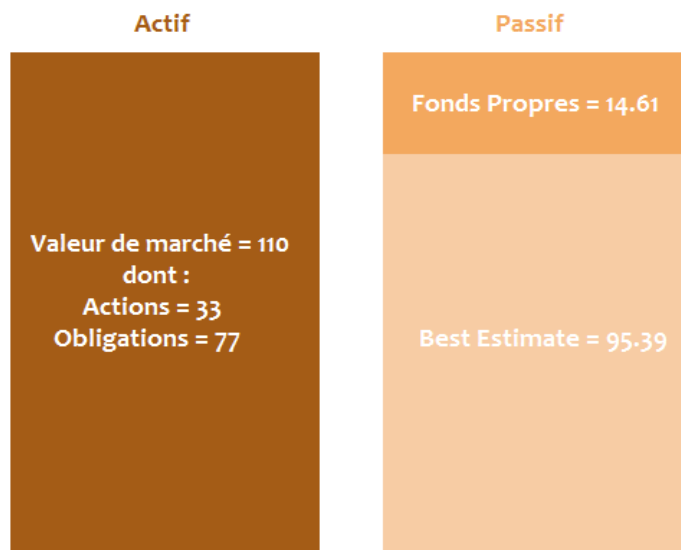 Actif
Passif
Fonds Propres = 14.61
Valeur de marché = 110
dont :
Actions = 33
Obligations = 77
Best Estimate = 95.39